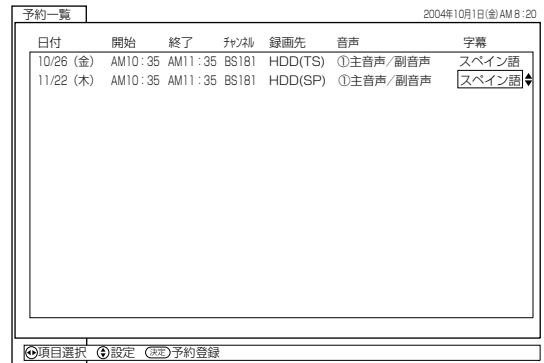 予約一覧 2004年10月1日(金)AM8:20
日付 開始 終了 ﾁｬﾝﾈﾙ 録画先 音声 字幕
10/26 (金) AM10:35 AM11:35 BS181 HDD(TS) ①主音声/副音声 スペイン語
11/22 (木) AM10:35 AM11:35 BS181 HDD(SP) ①主音声/副音声 スペイン語
項目選択 設定 決定 予約登録